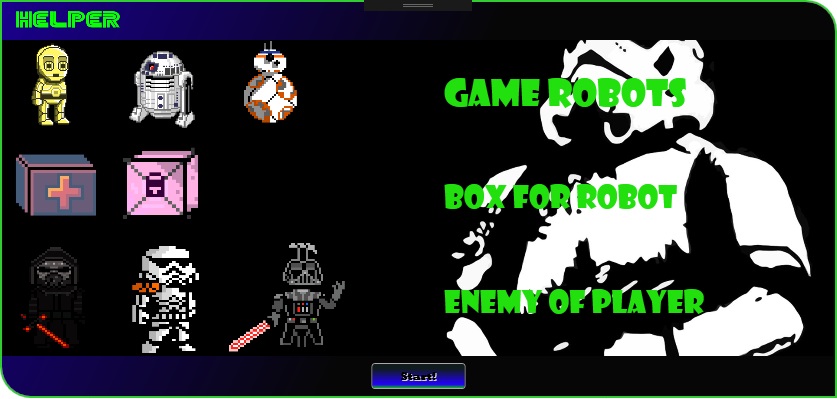 HELPER
GAME ROBOTS
BOX FOR ROBOT
ENEMY OF PLAYER
Start!